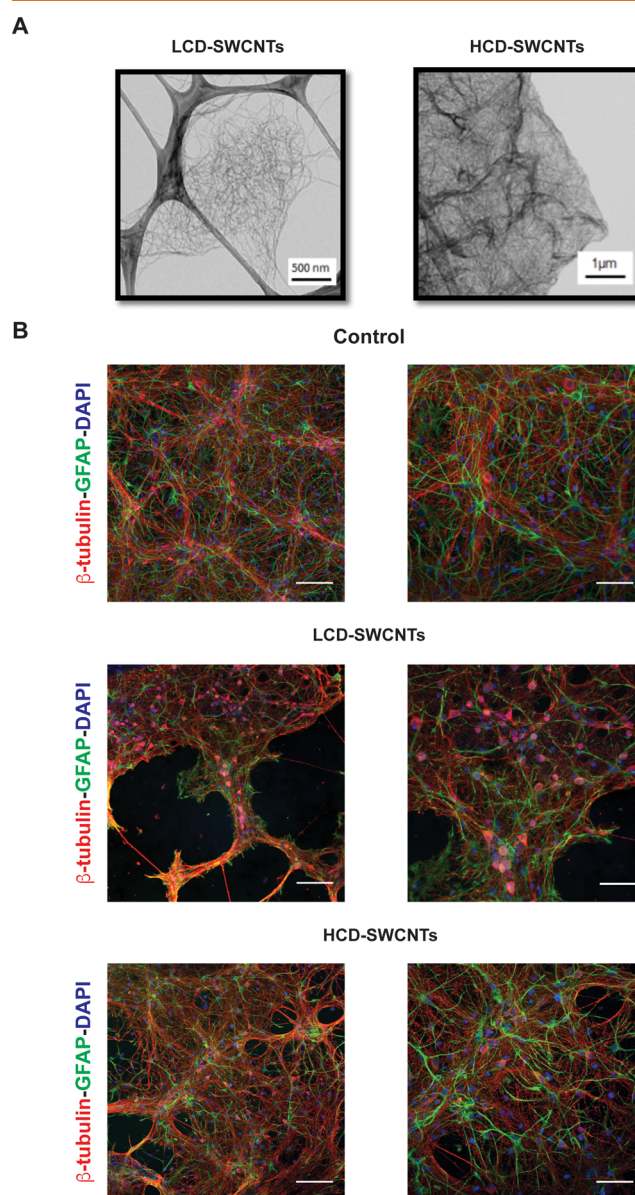 A
LCD-SWCNTs
HCD-SWCNTs
500 nm
1µm
B
Control
β-tubulin-GFAP-DAPI
LCD-SWCNTs
β-tubulin-GFAP-DAPI
HCD-SWCNTs
β-tubulin-GFAP-DAPI